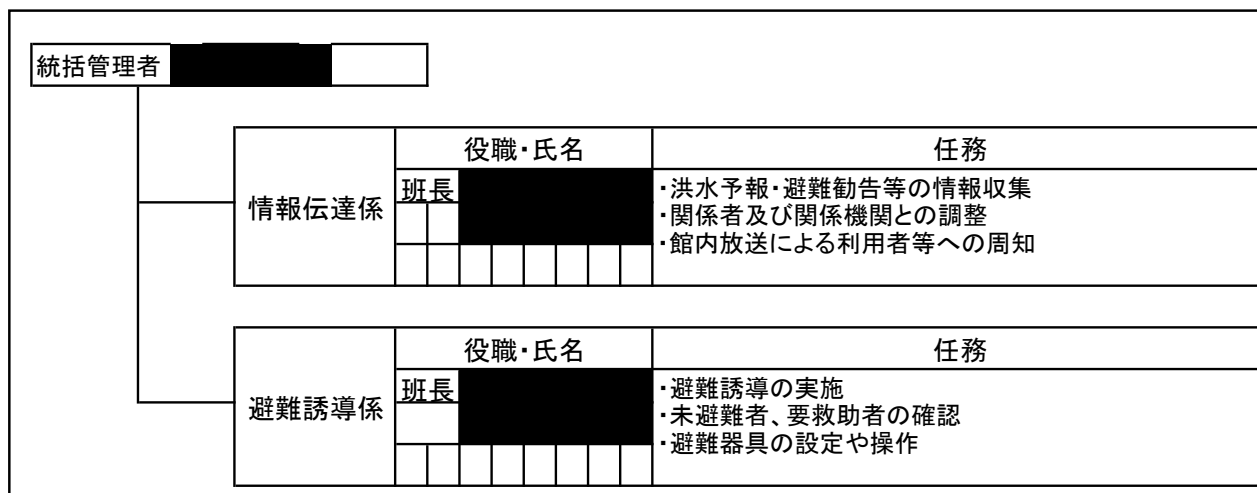 統括管理者
役職・氏名 任務
情報伝達係
班長
・洪水予報・避難勧告等の情報収集
・関係者及び関係機関との調整
・館内放送による利用者等への周知
役職・氏名 任務
避難誘導係
班長
・避難誘導の実施
・未避難者、要救助者の確認
・避難器具の設定や操作